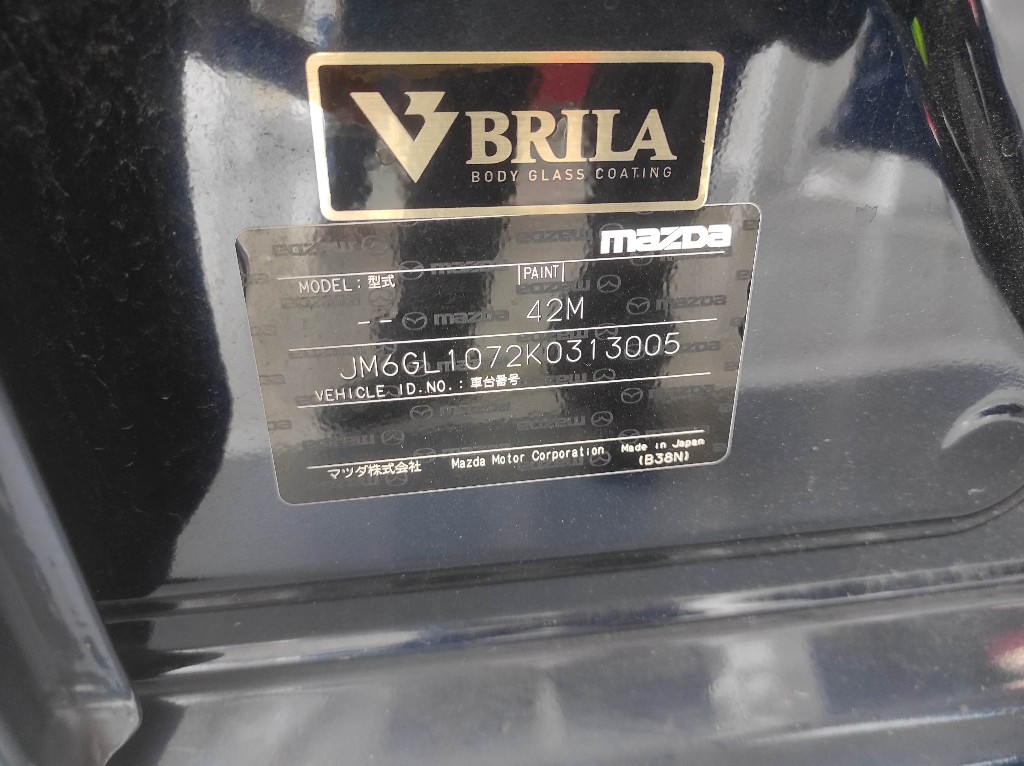 BRILA
BODY GLASS COATING
mazda
MODEL: 型式
PAINT
-- 42M
JM6GL1072K0313005
VEHICLE ID.NO.: 車台番号
マツダ株式会社 Mazda Motor Corporation Made in Japan
(B38N)